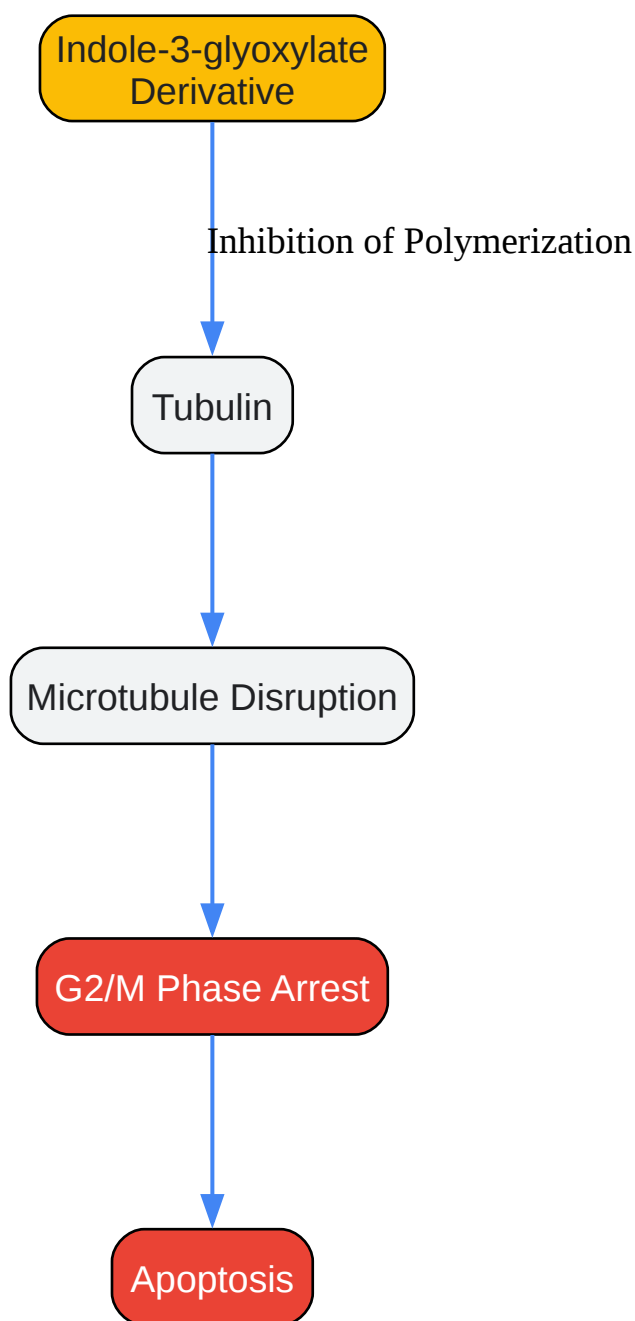 Indole-3-glyoxylate
Derivative
Inhibition of Polymerization
Tubulin
Microtubule Disruption
G2/M Phase Arrest
Apoptosis